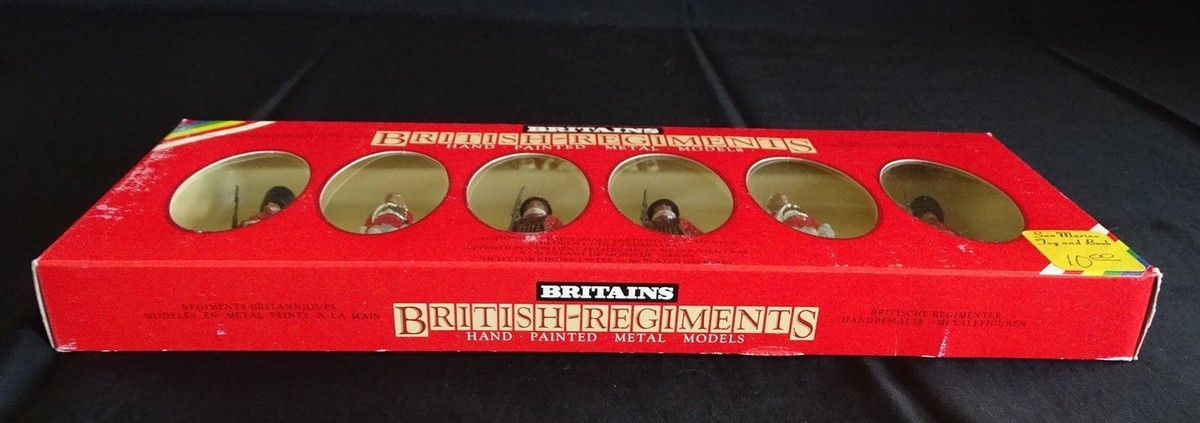 BRITAINS
BRITISH-REGIMENTS
HAND PAINTED METAL MODELS
San Marino
Toy and Book
10.00
BRITAINS
BRITISH-REGIMENTS
HAND · PAINTED · METAL · MODELS
REGIMENTS-BRITANNIQUES
MODELES EN METAL PEINTS A LA MAIN
BRITISCHE-REGIMENTER
HANDBEMALTE METALLFIGUREN